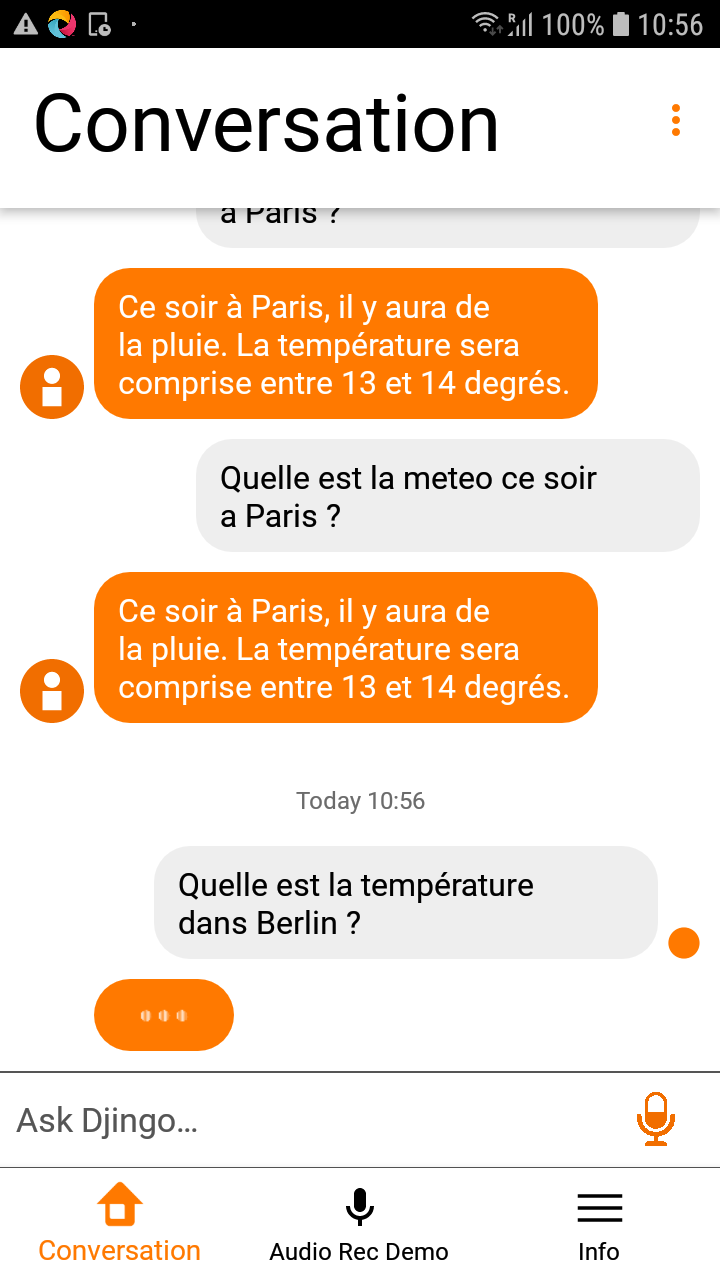 R 100% 10:56
Conversation
a Paris ?
Ce soir à Paris, il y aura de
la pluie. La température sera
comprise entre 13 et 14 degrés.
Quelle est la meteo ce soir
a Paris ?
Ce soir à Paris, il y aura de
la pluie. La température sera
comprise entre 13 et 14 degrés.
Today 10:56
Quelle est la température
dans Berlin ?
Ask Djingo...
Conversation
Audio Rec Demo
Info